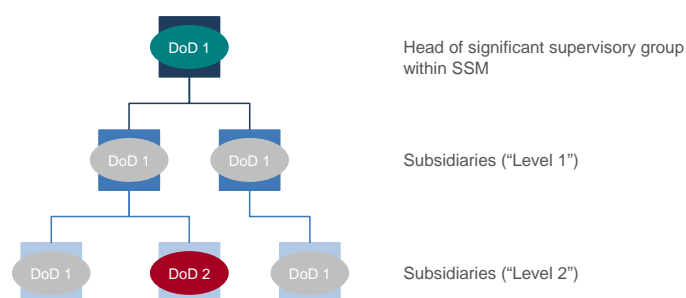 DoD 1
Head of significant supervisory group
within SSM
DoD 1
DoD 1
Subsidiaries (“Level 1”)
DoD 1
DoD 2
DoD 1
Subsidiaries (“Level 2”)